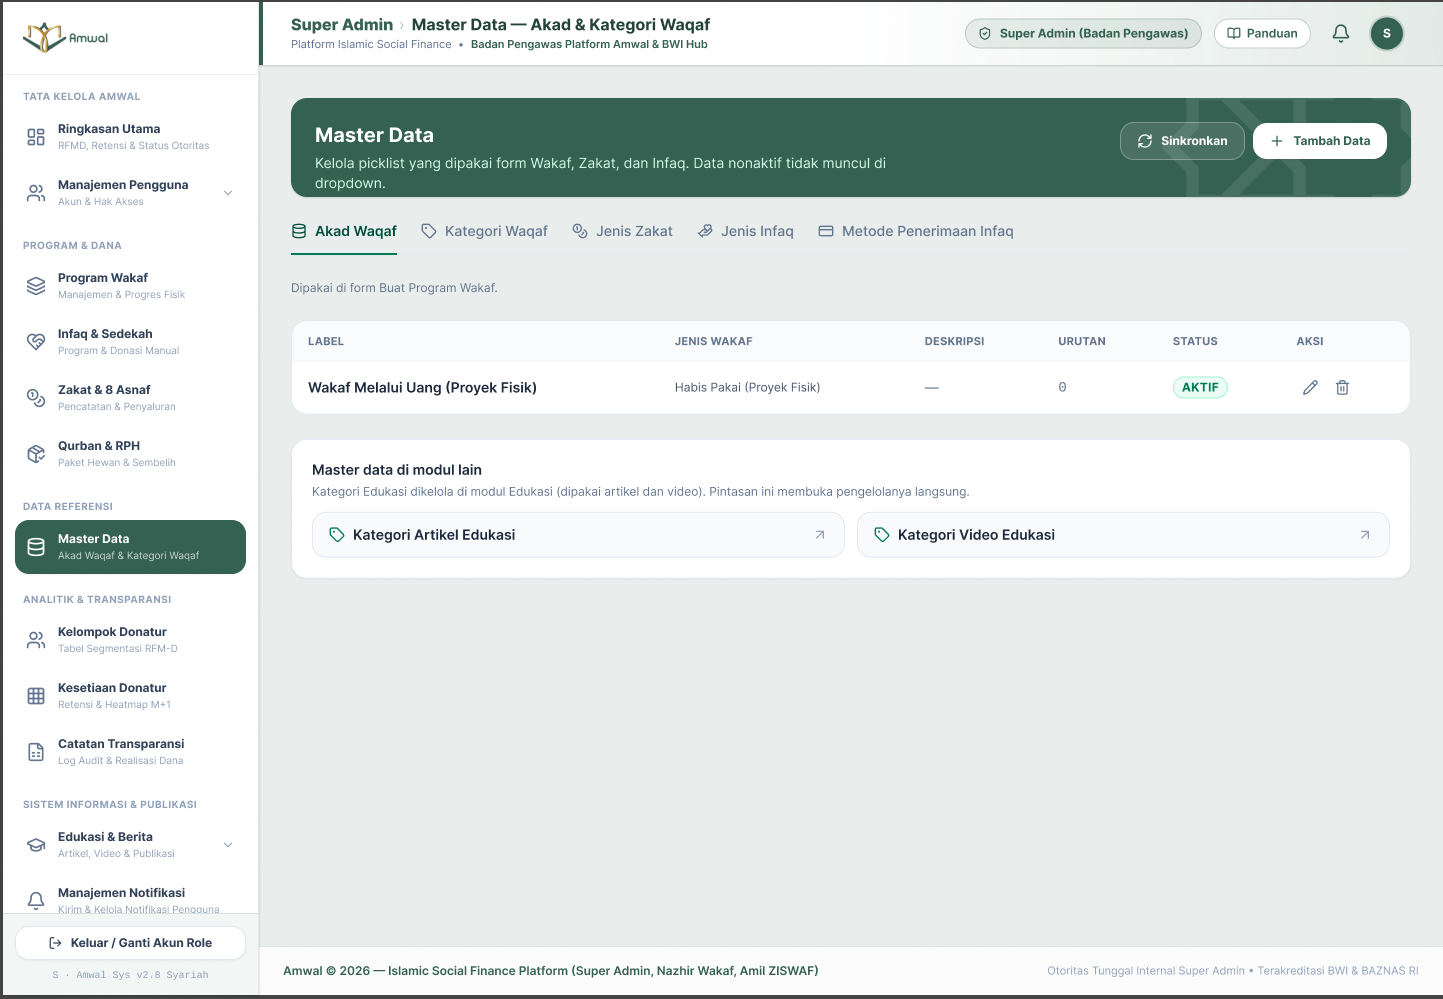 Amwal
TATA KELOLA AMWAL
Ringkasan Utama
RFMD, Retensi & Status Otoritas
Manajemen Pengguna
Akun & Hak Akses
PROGRAM & DANA
Program Wakaf
Manajemen & Progres Fisik
Infaq & Sedekah
Program & Donasi Manual
Zakat & 8 Asnaf
Pencatatan & Penyaluran
Qurban & RPH
Paket Hewan & Sembelih
DATA REFERENSI
Master Data
Akad Waqaf & Kategori Waqaf
ANALITIK & TRANSPARANSI
Kelompok Donatur
Tabel Segmentasi RFM-D
Kesetiaan Donatur
Retensi & Heatmap M+1
Catatan Transparansi
Log Audit & Realisasi Dana
SISTEM INFORMASI & PUBLIKASI
Edukasi & Berita
Artikel, Video & Publikasi
Manajemen Notifikasi
Kirim & Kelola Notifikasi Pengguna
Keluar / Ganti Akun Role
S · Amwal Sys v2.8 Syariah
Super Admin › Master Data — Akad & Kategori Waqaf
Platform Islamic Social Finance • Badan Pengawas Platform Amwal & BWI Hub
Super Admin (Badan Pengawas)
Panduan
S
Master Data
Kelola picklist yang dipakai form Wakaf, Zakat, dan Infaq. Data nonaktif tidak muncul di
dropdown.
Sinkronkan
Tambah Data
Akad Waqaf Kategori Waqaf Jenis Zakat Jenis Infaq Metode Penerimaan Infaq
Dipakai di form Buat Program Wakaf.
LABEL JENIS WAKAF DESKRIPSI URUTAN STATUS AKSI
Wakaf Melalui Uang (Proyek Fisik) Habis Pakai (Proyek Fisik) — 0 AKTIF
Master data di modul lain
Kategori Edukasi dikelola di modul Edukasi (dipakai artikel dan video). Pintasan ini membuka pengelolanya langsung.
Kategori Artikel Edukasi
Kategori Video Edukasi
Amwal © 2026 — Islamic Social Finance Platform (Super Admin, Nazhir Wakaf, Amil ZISWAF)
Otoritas Tunggal Internal Super Admin • Terakreditasi BWI & BAZNAS RI